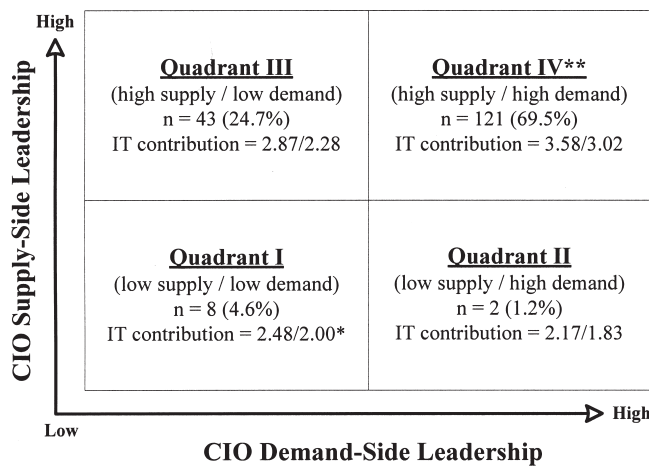 High
CIO Supply-Side Leadership
Quadrant III
(high supply / low demand)
n = 43 (24.7%)
IT contribution = 2.87/2.28
Quadrant IV**
(high supply / high demand)
n = 121 (69.5%)
IT contribution = 3.58/3.02
Quadrant I
(low supply / low demand)
n = 8 (4.6%)
IT contribution = 2.48/2.00*
Quadrant II
(low supply / high demand)
n = 2 (1.2%)
IT contribution = 2.17/1.83
Low
High
CIO Demand-Side Leadership